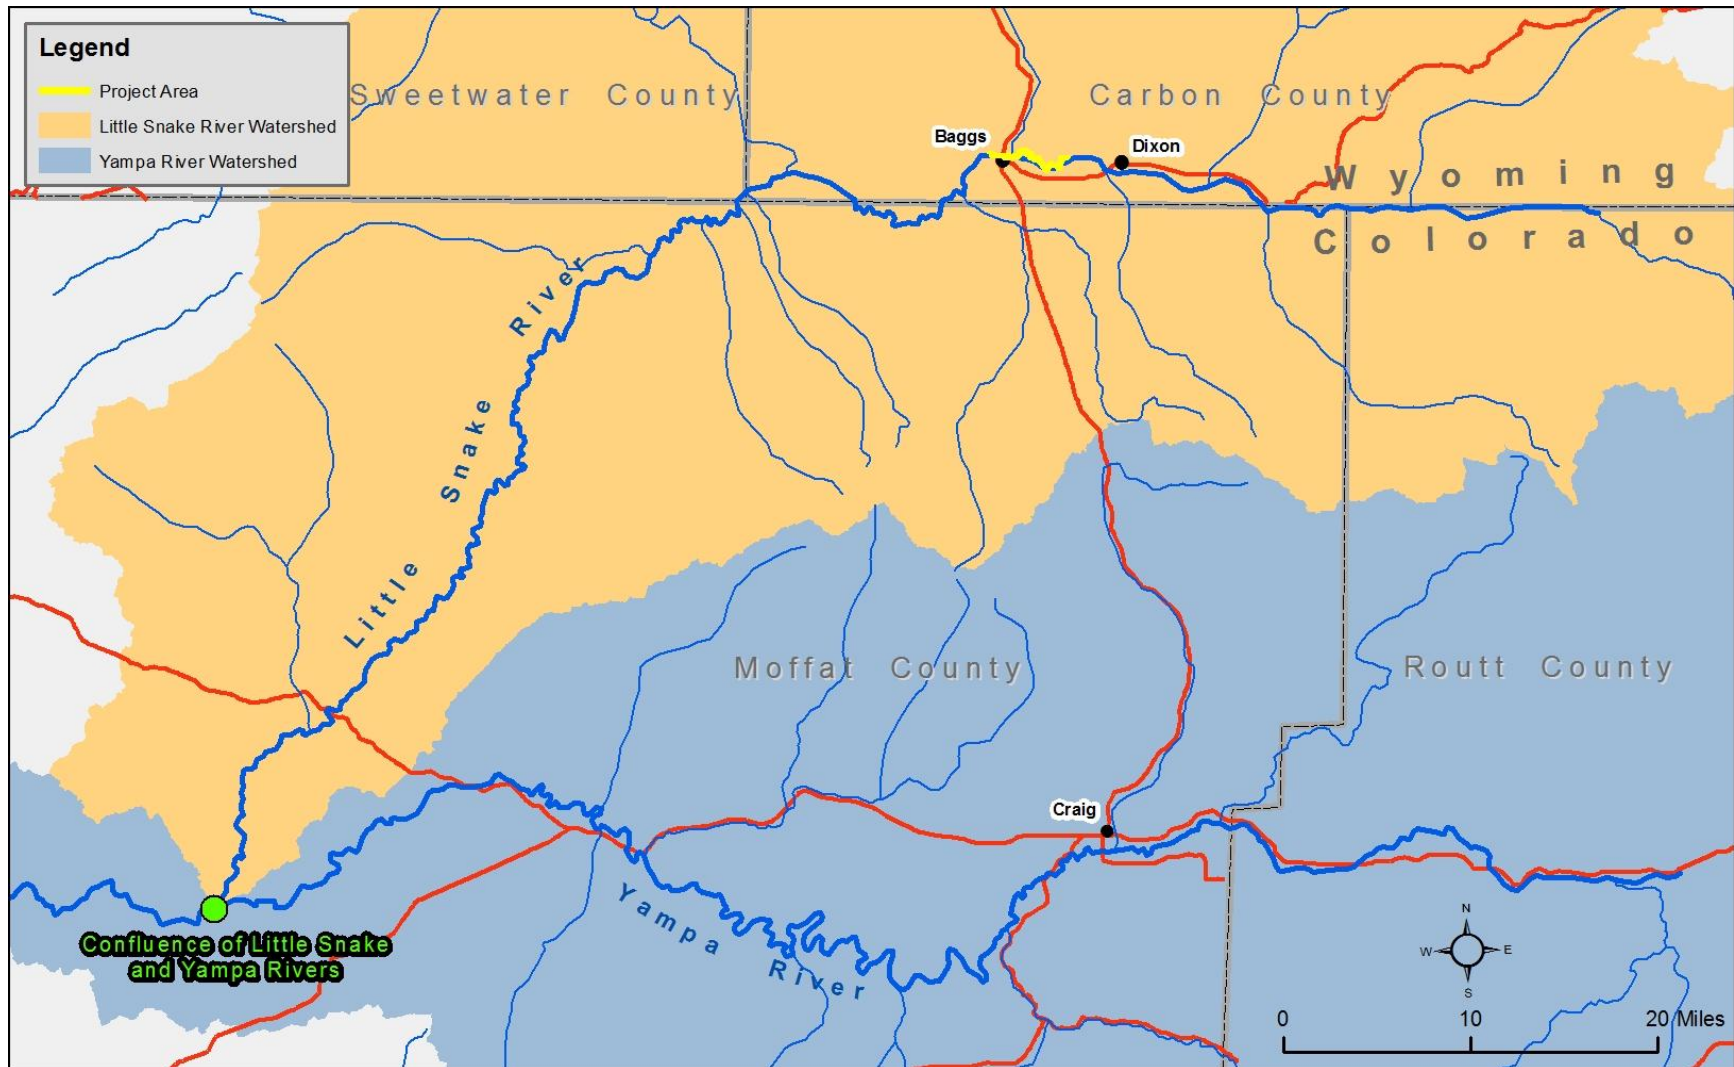 Legend
Project Area
Little Snake River Watershed
Yampa River Watershed
Sweetwater County
Carbon County
Baggs
Dixon
Wyoming
Colorado
Little Snake River
Moffat County
Routt County
Craig
Yampa River
Confluence of Little Snake
and Yampa Rivers
N
W E
S
0 10 20 Miles